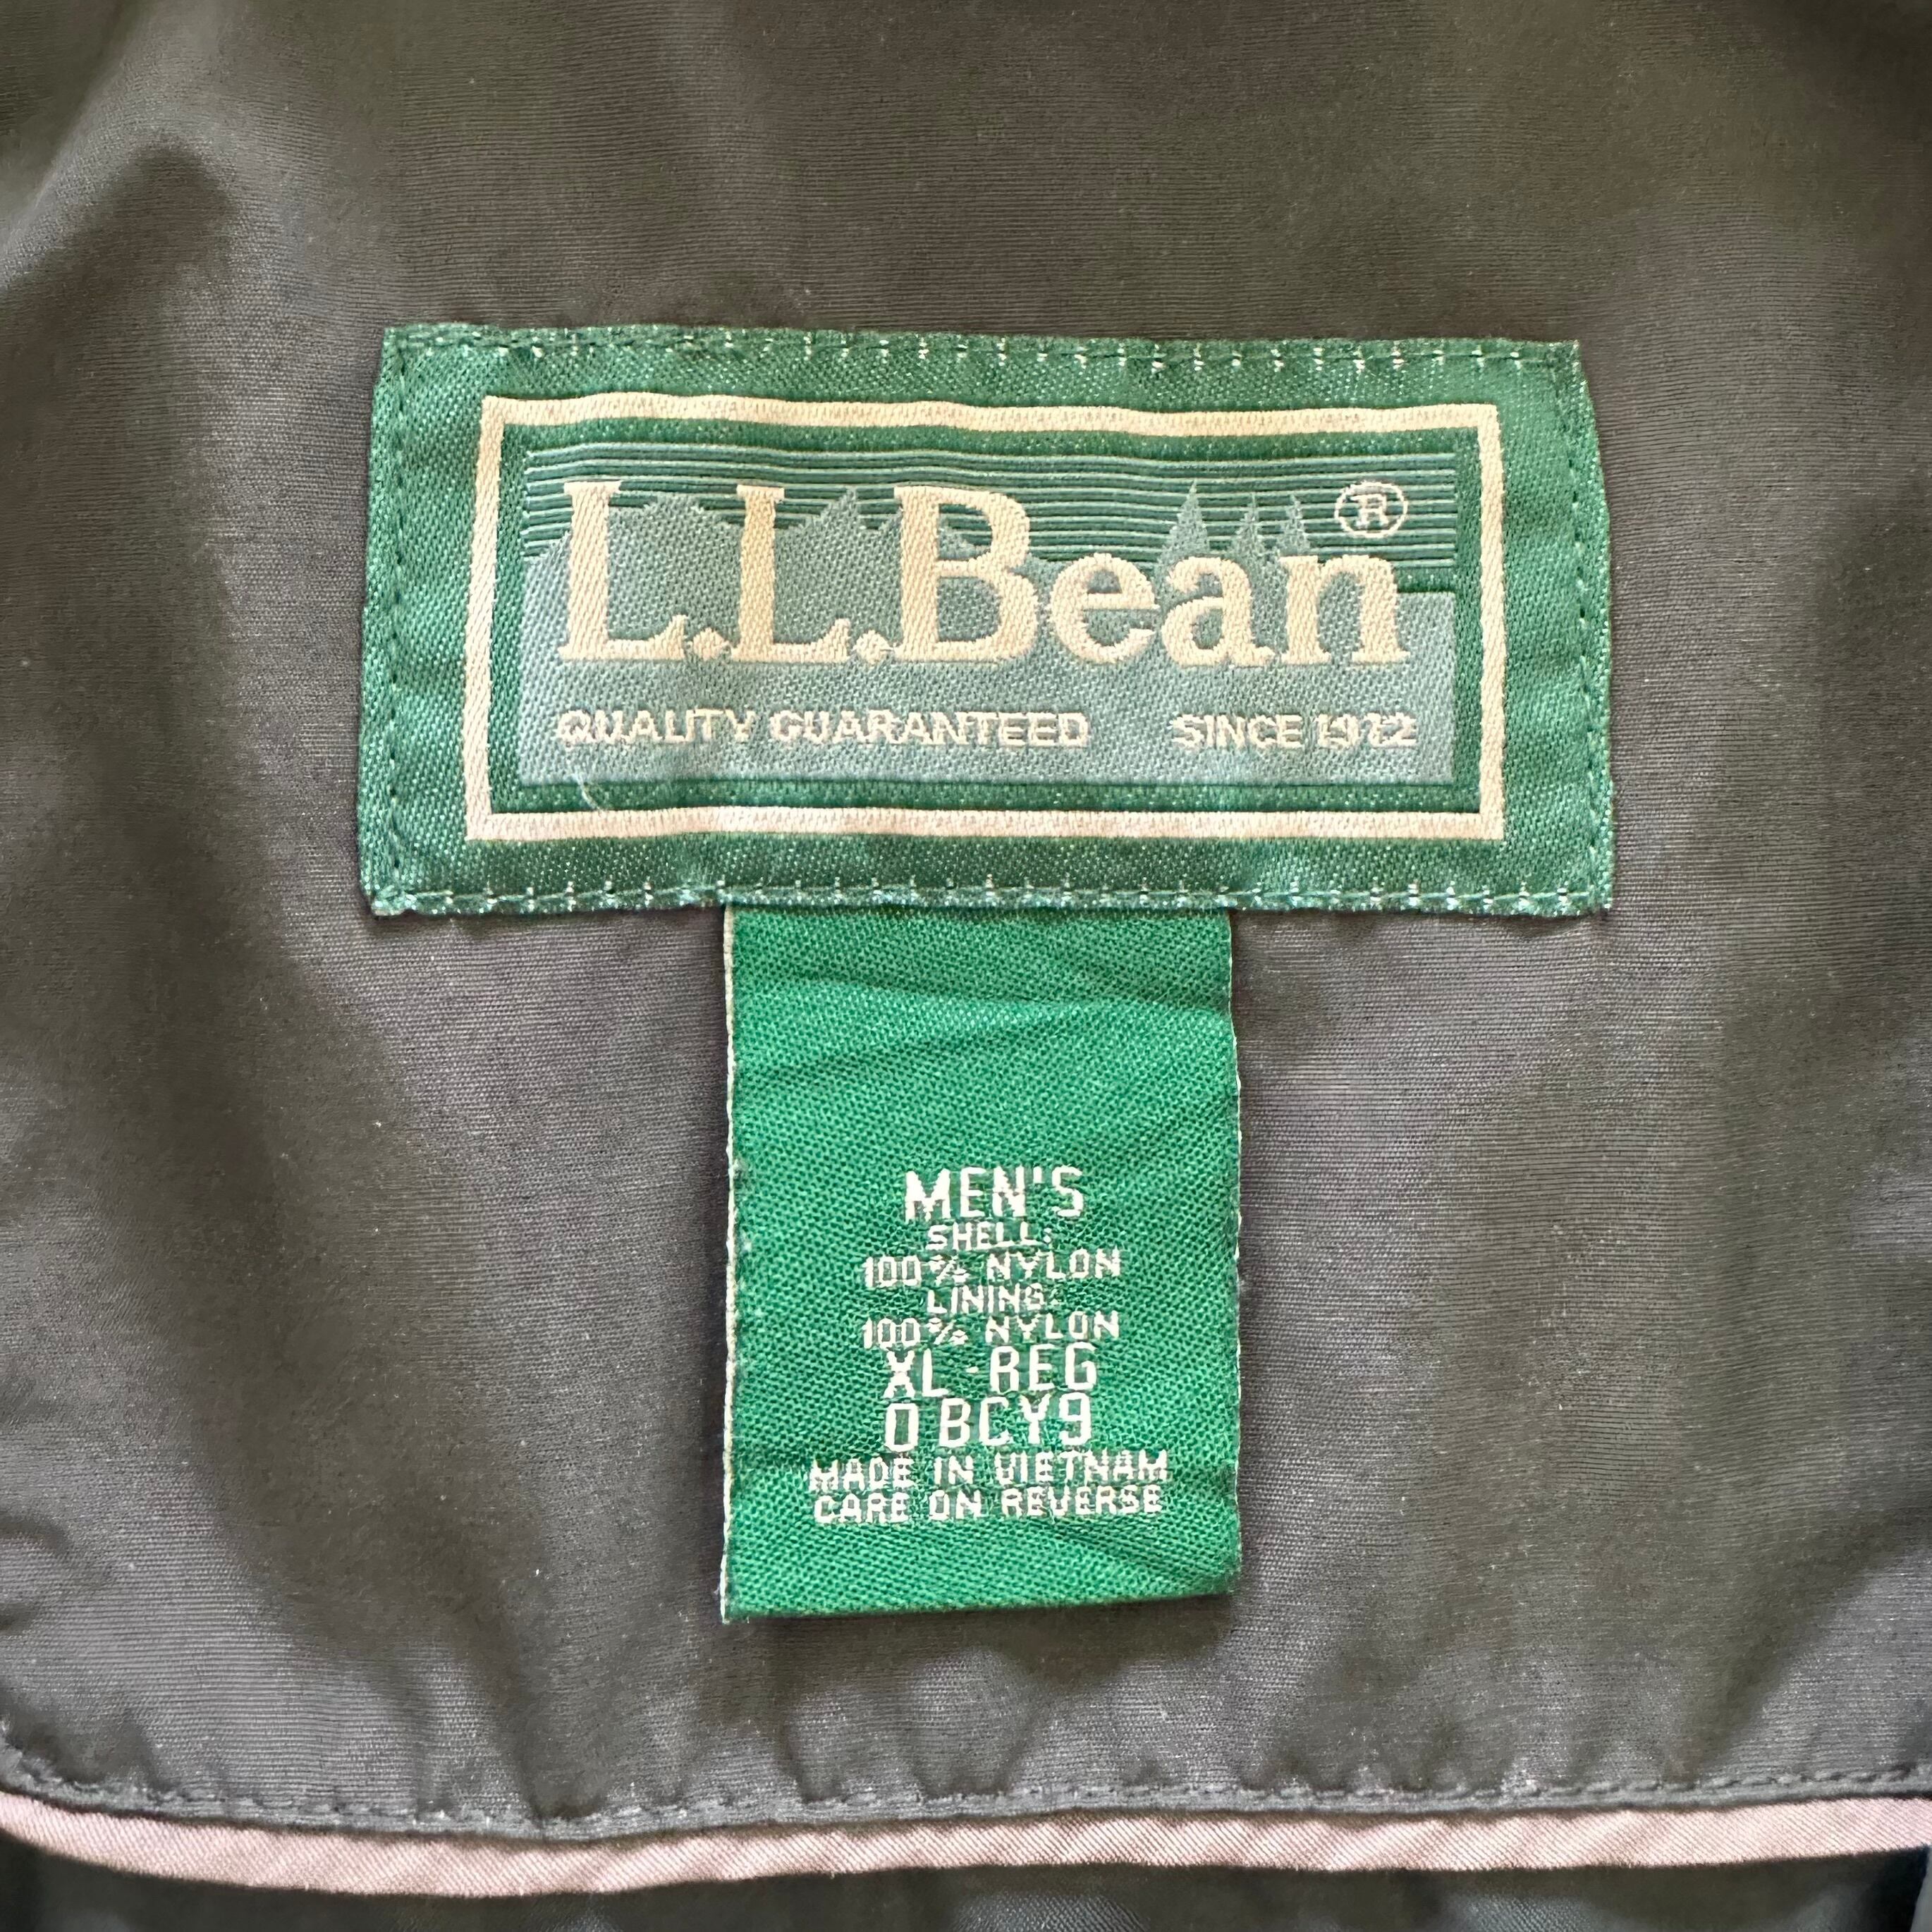 L.L.Bean®
QUALITY GUARANTEED SINCE 1912
MEN'S
SHELL:
100% NYLON
LINING:
100% NYLON
XL-REG
0 BCY9
MADE IN VIETNAM
CARE ON REVERSE